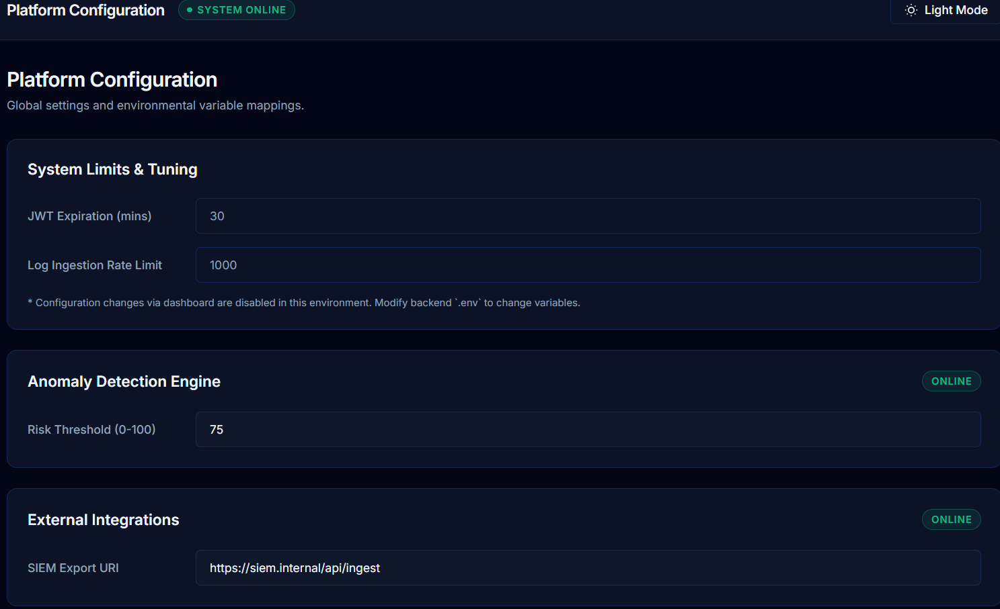 Platform Configuration
SYSTEM ONLINE
Light Mode
Platform Configuration
Global settings and environmental variable mappings.
System Limits & Tuning
JWT Expiration (mins)
30
Log Ingestion Rate Limit
1000
* Configuration changes via dashboard are disabled in this environment. Modify backend `.env` to change variables.
Anomaly Detection Engine
ONLINE
Risk Threshold (0-100)
75
External Integrations
ONLINE
SIEM Export URI
https://siem.internal/api/ingest